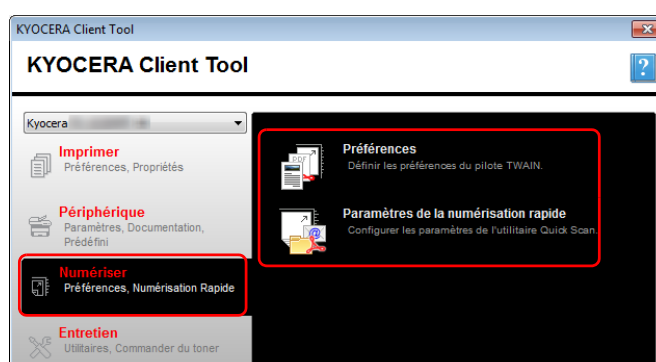 KYOCERA Client Tool
KYOCERA Client Tool
?
Kyocera
Imprimer
Préférences, Propriétés
Périphérique
Paramètres, Documentation,
Prédéfini
Numériser
Préférences, Numérisation Rapide
Entretien
Utilitaires, Commander du toner
Préférences
Définir les préférences du pilote TWAIN.
Paramètres de la numérisation rapide
Configurer les paramètres de l'utilitaire Quick Scan.